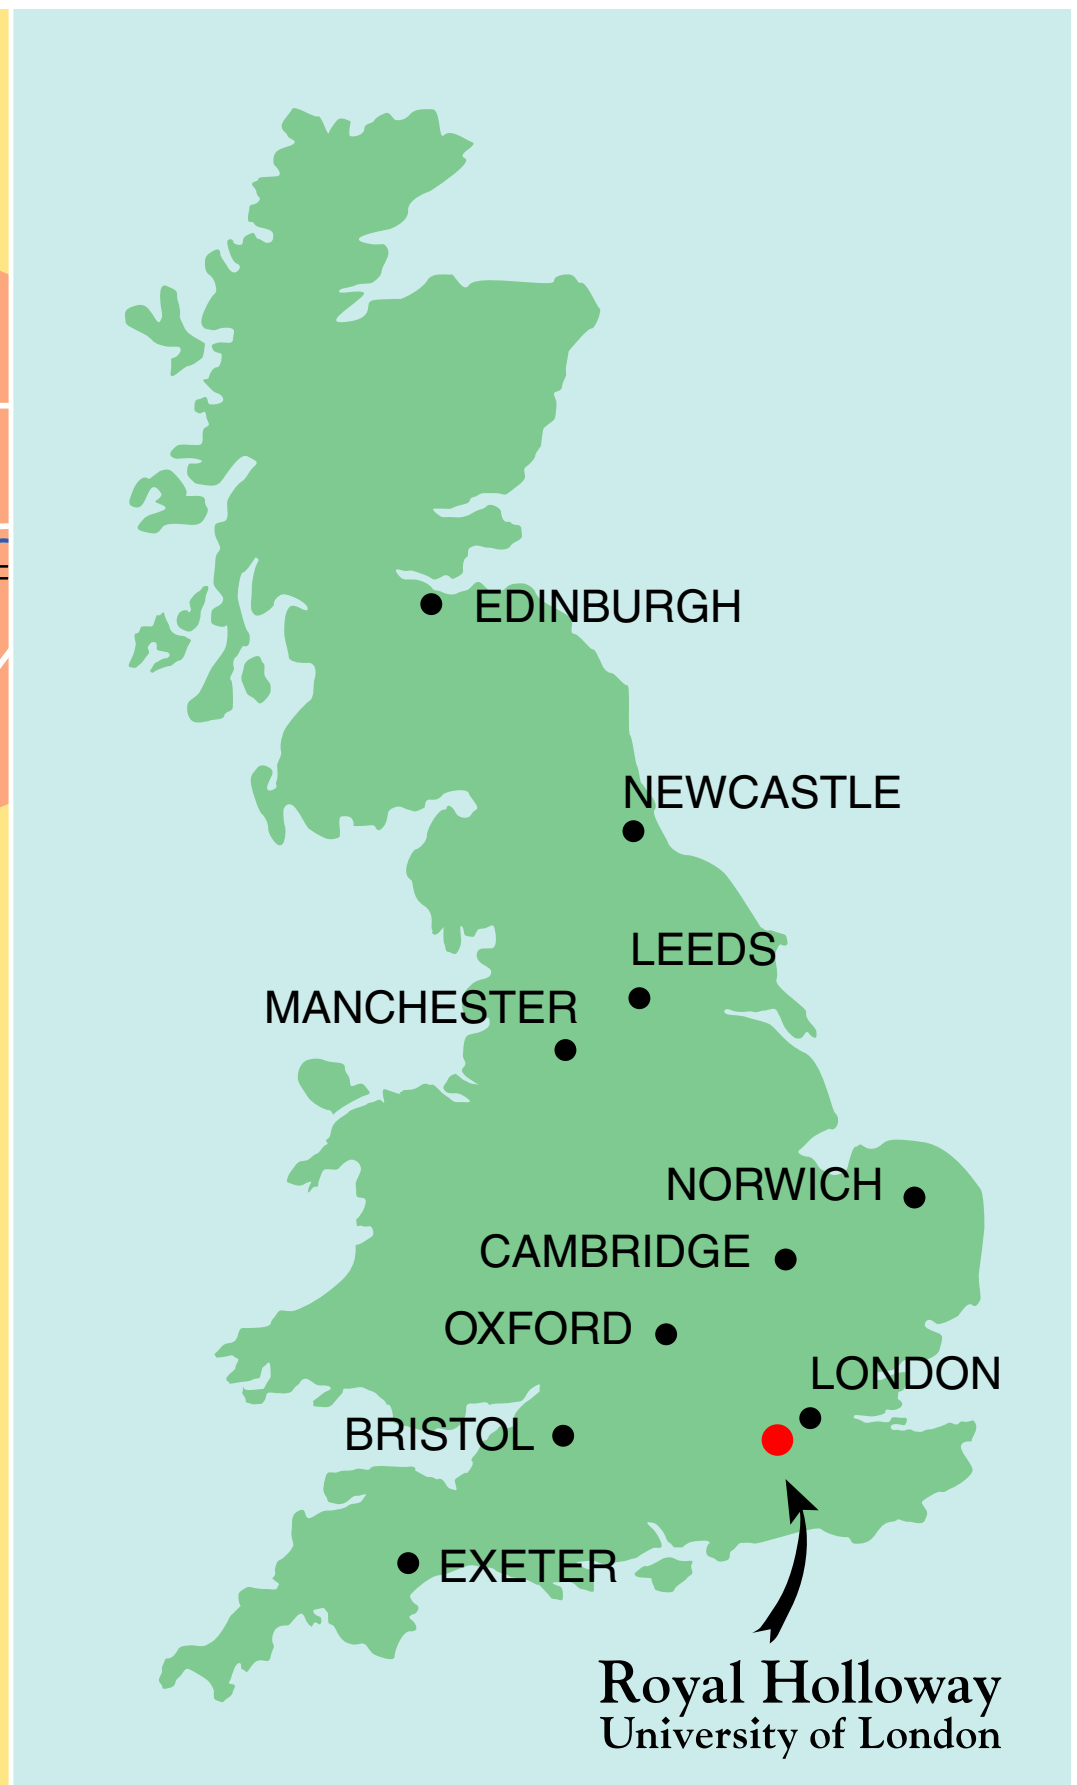 EDINBURGH
NEWCASTLE
LEEDS
MANCHESTER
NORWICH
CAMBRIDGE
OXFORD
LONDON
BRISTOL
EXETER
Royal Holloway
University of London